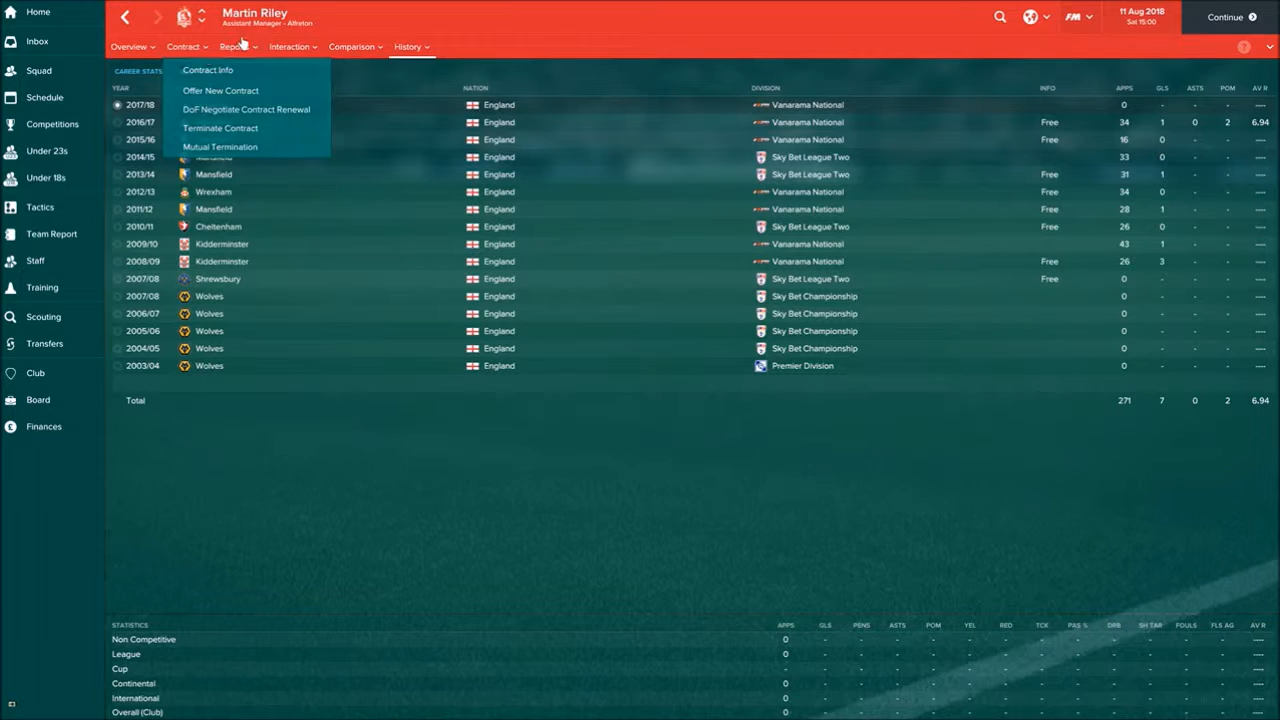 Home
Martin Riley
Assistant Manager - Alfreton
FM
11 Aug 2018
Sat 15:00
Continue
Inbox
Overview Contract Interaction Comparison History
Squad
CAREER STATS
Contract Info
YEAR NATION DIVISION INFO APPS GLS ASTS POM AV R
Offer New Contract
Schedule
2017/18 England Vanarama National 0 - - - ----
DoF Negotiate Contract Renewal
2016/17 England Vanarama National Free 34 1 0 2 6.94
Competitions
Terminate Contract
2015/16 England Vanarama National Free 16 0 - - ----
Mutual Termination
Under 23s
2014/15 Mansfield England Sky Bet League Two 33 0 - - ----
2013/14 Mansfield England Sky Bet League Two Free 31 1 - - ----
Under 18s
2012/13 Wrexham England Vanarama National Free 34 0 - - ----
Tactics
2011/12 Mansfield England Vanarama National Free 28 1 - - ----
2010/11 Cheltenham England Sky Bet League Two Free 26 0 - - ----
Team Report
2009/10 Kidderminster England Vanarama National 43 1 - - ----
Staff
2008/09 Kidderminster England Vanarama National Free 26 3 - - ----
2007/08 Shrewsbury England Sky Bet League Two Free 0 - - - ----
Training
2007/08 Wolves England Sky Bet Championship 0 - - - ----
2006/07 Wolves England Sky Bet Championship 0 - - - ----
Scouting
2005/06 Wolves England Sky Bet Championship 0 - - - ----
Transfers
2004/05 Wolves England Sky Bet Championship 0 - - - ----
2003/04 Wolves England Premier Division 0 - - - ----
Club
Board
Total 271 7 0 2 6.94
Finances
STATISTICS APPS GLS PENS ASTS POM YEL RED TCK PAS % DRB SH TAR FOULS FLS AG AV R
Non Competitive 0 - - - - - - - - - - - - ----
League 0 - - - - - - - - - - - - ----
Cup - - - - - - - - - - - - - ----
Continental 0 - - - - - - - - - - - - ----
International 0 - - - - - - - - - - - - ----
Overall (Club) 0 - - - - - - - - - - - - ----